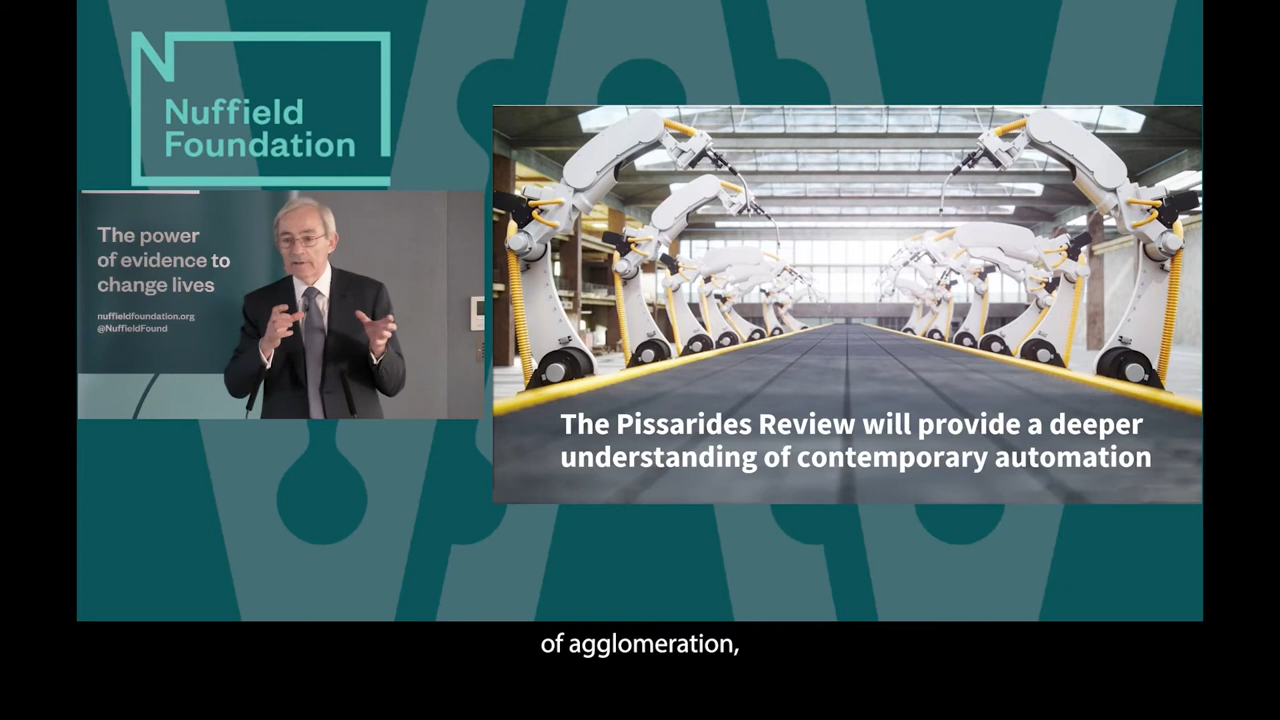 Nuffield
Foundation
The power
of evidence to
change lives
nuffieldfoundation.org
@NuffieldFound
The Pissarides Review will provide a deeper
understanding of contemporary automation
of agglomeration,